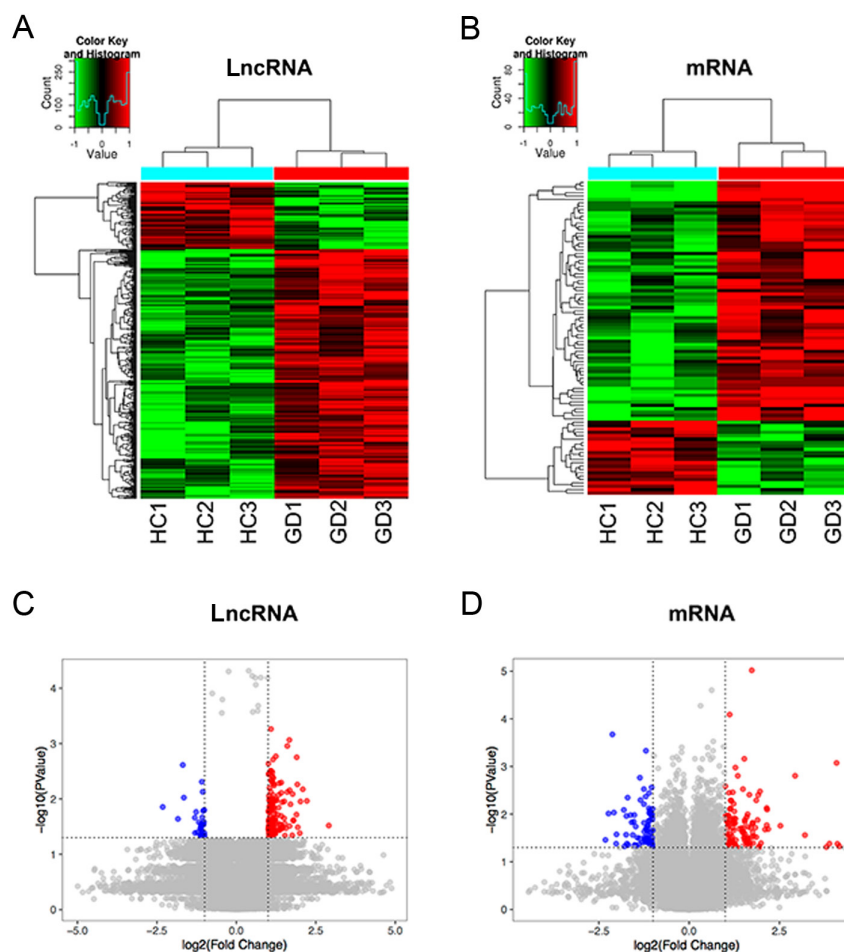 A
Color Key
and Histogram
Count
0 100 200 300
-1 0 1
Value
LncRNA
HC1 HC2 HC3 GD1 GD2 GD3
B
Color Key
and Histogram
Count
0 40 80
-1 0 1
Value
mRNA
HC1 HC2 HC3 GD1 GD2 GD3
C
LncRNA
−log10(PValue)
4
3
2
1
0
−5.0 −2.5 0.0 2.5 5.0
log2(Fold Change)
D
mRNA
−log10(PValue)
5
4
3
2
1
0
−2.5 0.0 2.5
log2(Fold Change)